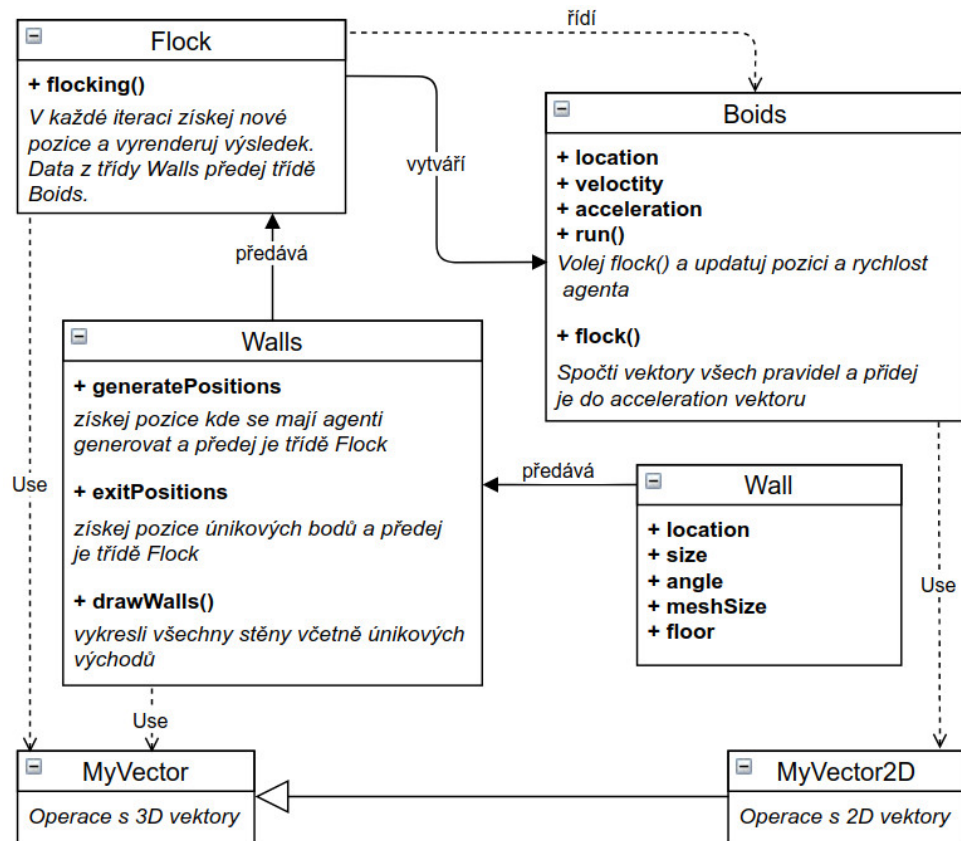 řídí
Flock
+ flocking()
V každé iteraci získej nové
pozice a vyrenderuj výsledek.
Data z třídy Walls předej třídě
Boids.
vytváří
Boids
+ location
+ veloctity
+ acceleration
+ run()
Volej flock() a updatuj pozici a rychlost
agenta
+ flock()
Spočti vektory všech pravidel a přidej
je do acceleration vektoru
předává
Walls
+ generatePositions
získej pozice kde se mají agenti
generovat a předej je třídě Flock
+ exitPositions
získej pozice únikových bodů a předej
je třídě Flock
+ drawWalls()
vykresli všechny stěny včetně únikových
východů
předává
Wall
+ location
+ size
+ angle
+ meshSize
+ floor
Use
Use
Use
MyVector
Operace s 3D vektory
MyVector2D
Operace s 2D vektory